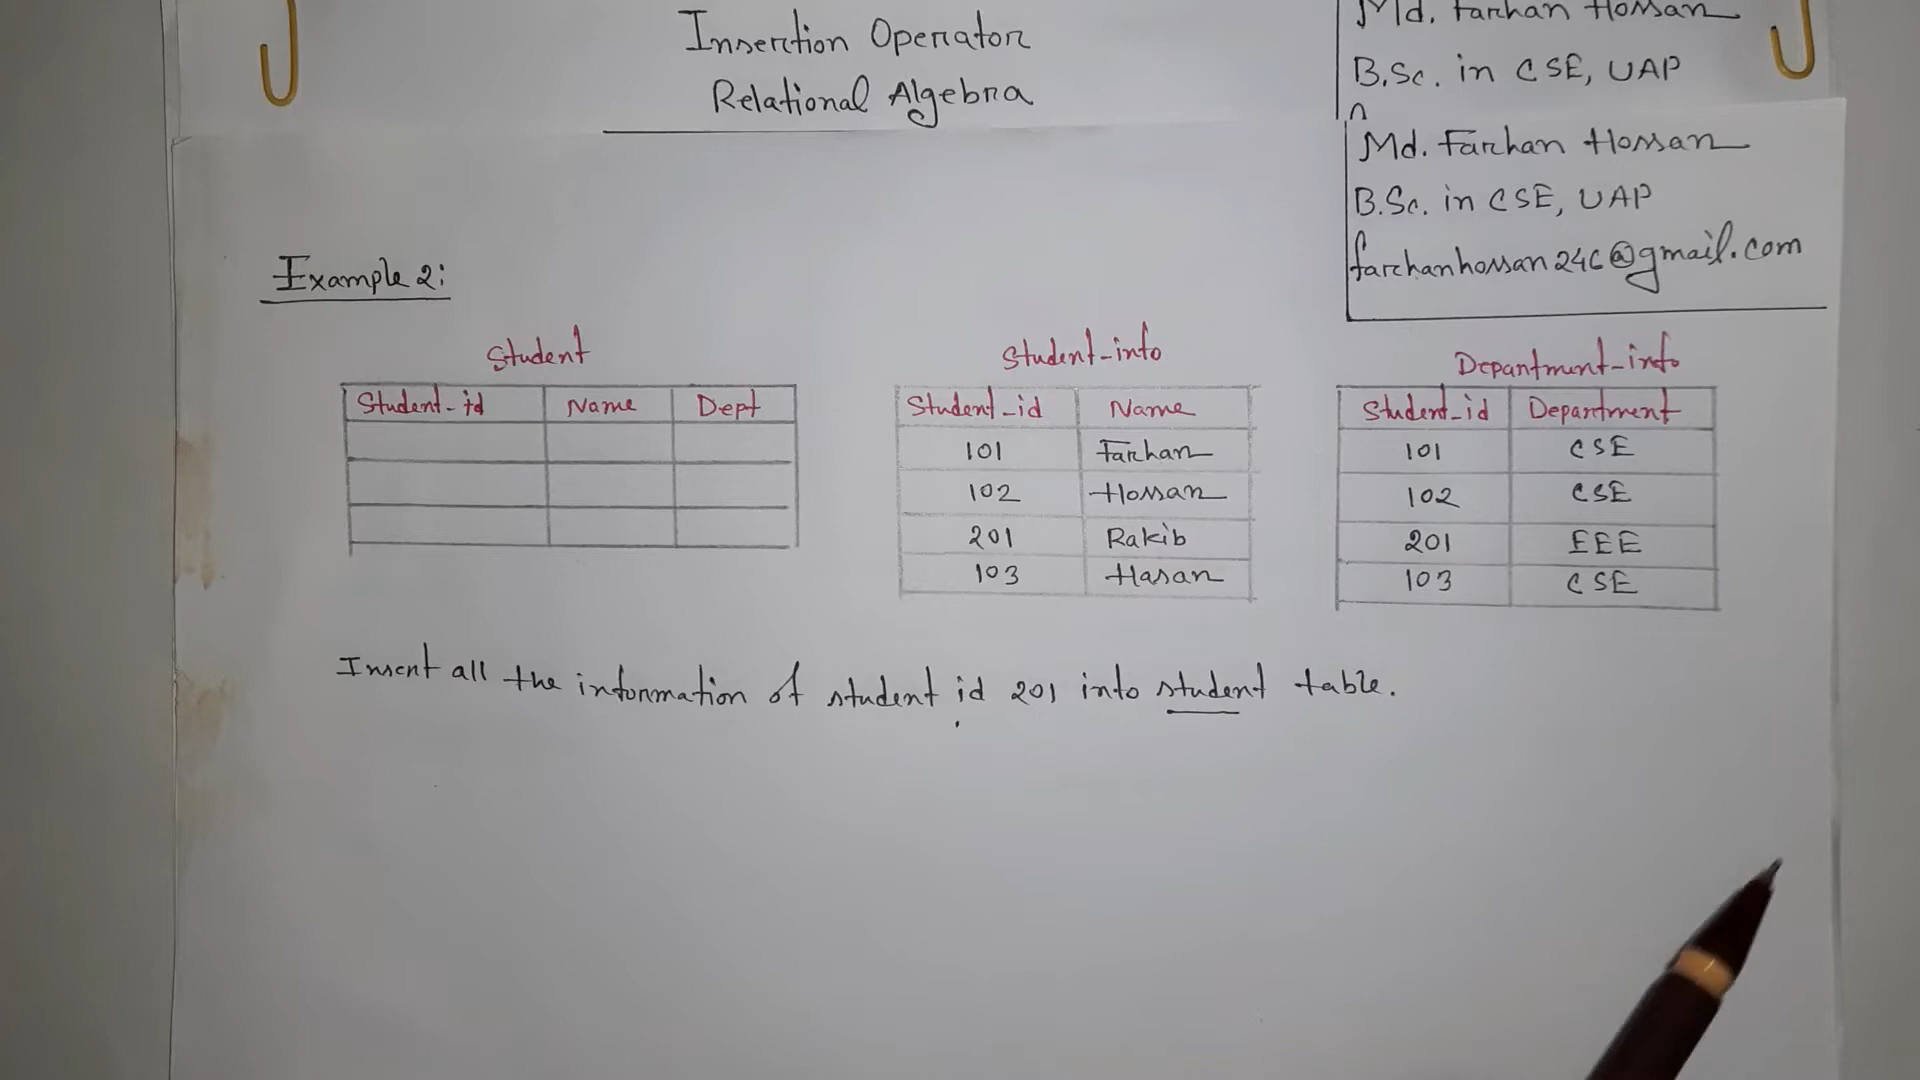 Insertion Operator
Relational Algebra
Md. Farhan Hossan
B.Sc. in CSE, UAP
Md. Farhan Hossan
B.Sc. in CSE, UAP
farhanhossan246@gmail.com
Example 2:
Student
Student-id Name Dept
Student-info
Student_id Name
101 Farhan
102 Hossan
201 Rakib
103 Hasan
Department-info
Student_id Department
101 CSE
102 CSE
201 EEE
103 CSE
Insert all the information of student id 201 into student table.